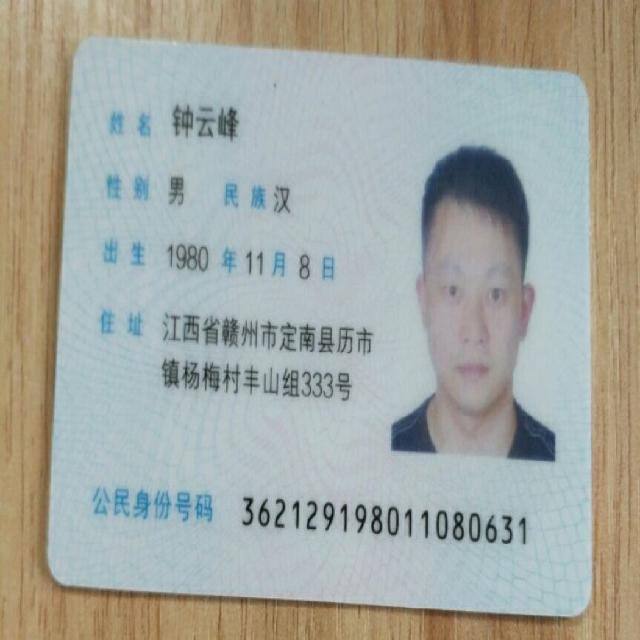 姓名 钟云峰
性别 男 民族 汉
出生 1980 年 11 月 8 日
住址 江西省赣州市定南县历市
镇杨梅村丰山组333号
公民身份号码 362129198011080631